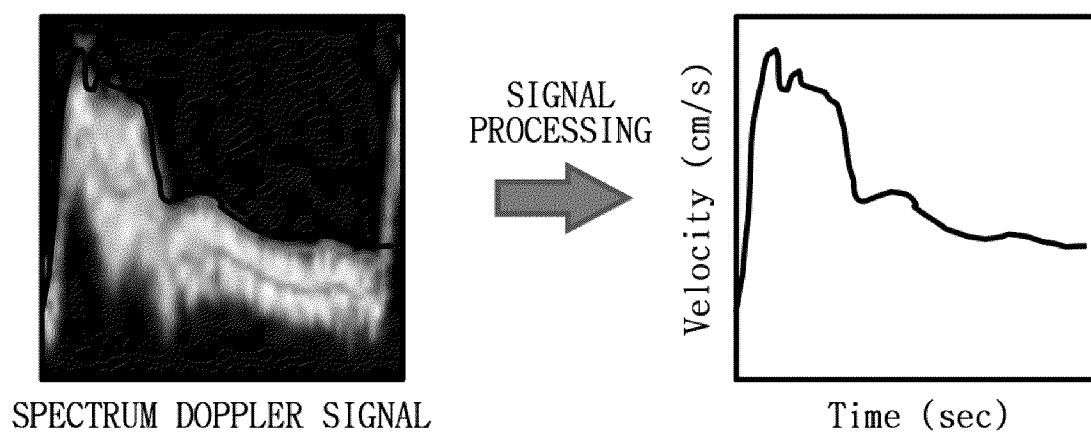 SPECTRUM DOPPLER SIGNAL
SIGNAL
PROCESSING
Velocity (cm/s)
Time (sec)